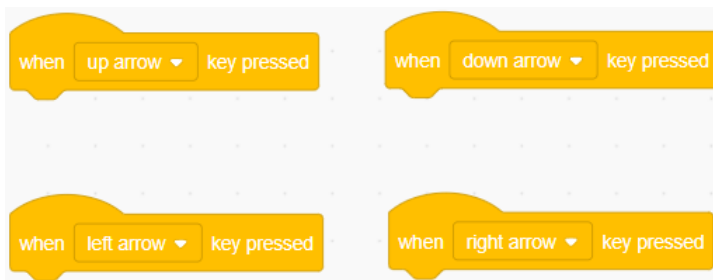 when up arrow key pressed
when down arrow key pressed
when left arrow key pressed
when right arrow key pressed